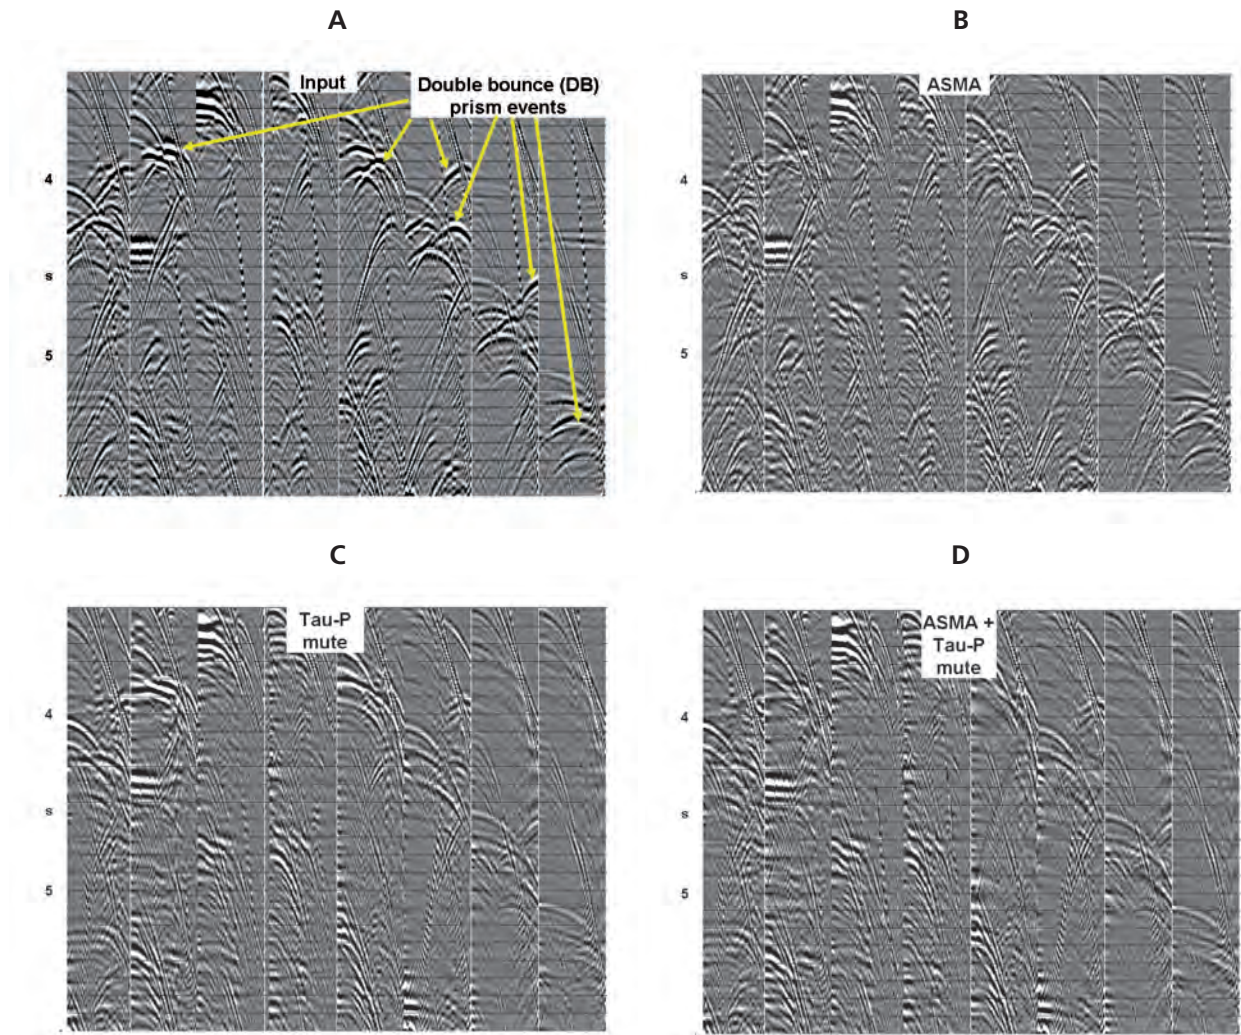 A
B
Input
Double bounce (DB)
prism events
4
s
5
ASMA
4
s
5
C
D
Tau-P
mute
4
s
5
ASMA +
Tau-P
mute
4
s
5